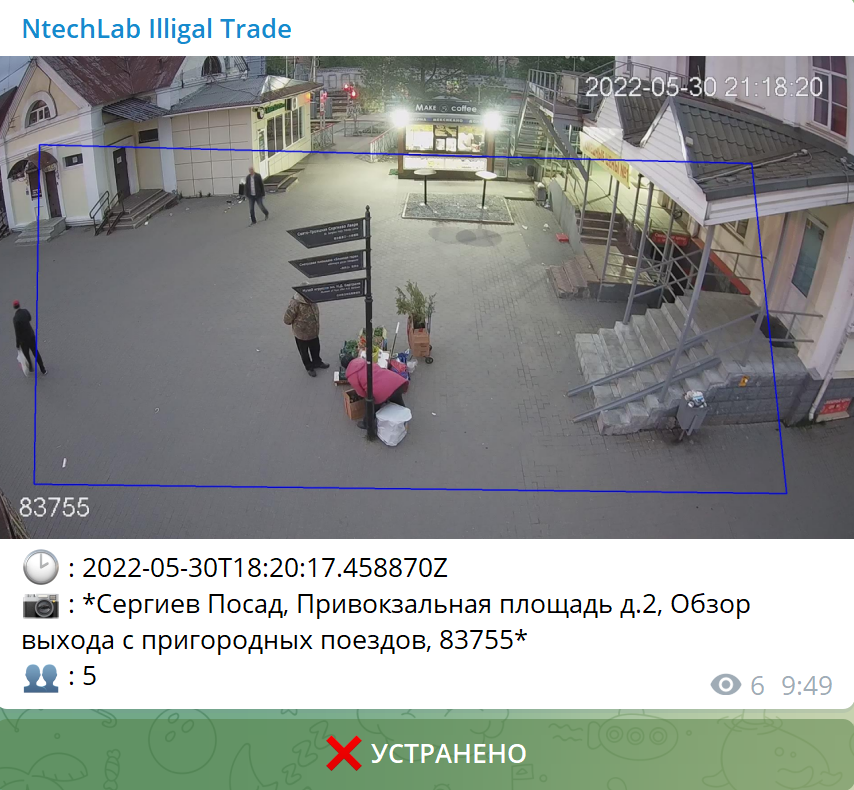 NtechLab Illigal Trade
2022-05-30 21:18:20
MAKE coffee
83755
: 2022-05-30T18:20:17.458870Z
: *Сергиев Посад, Привокзальная площадь д.2, Обзор
выхода с пригородных поездов, 83755*
: 5
6 9:49
❌ УСТРАНЕНО